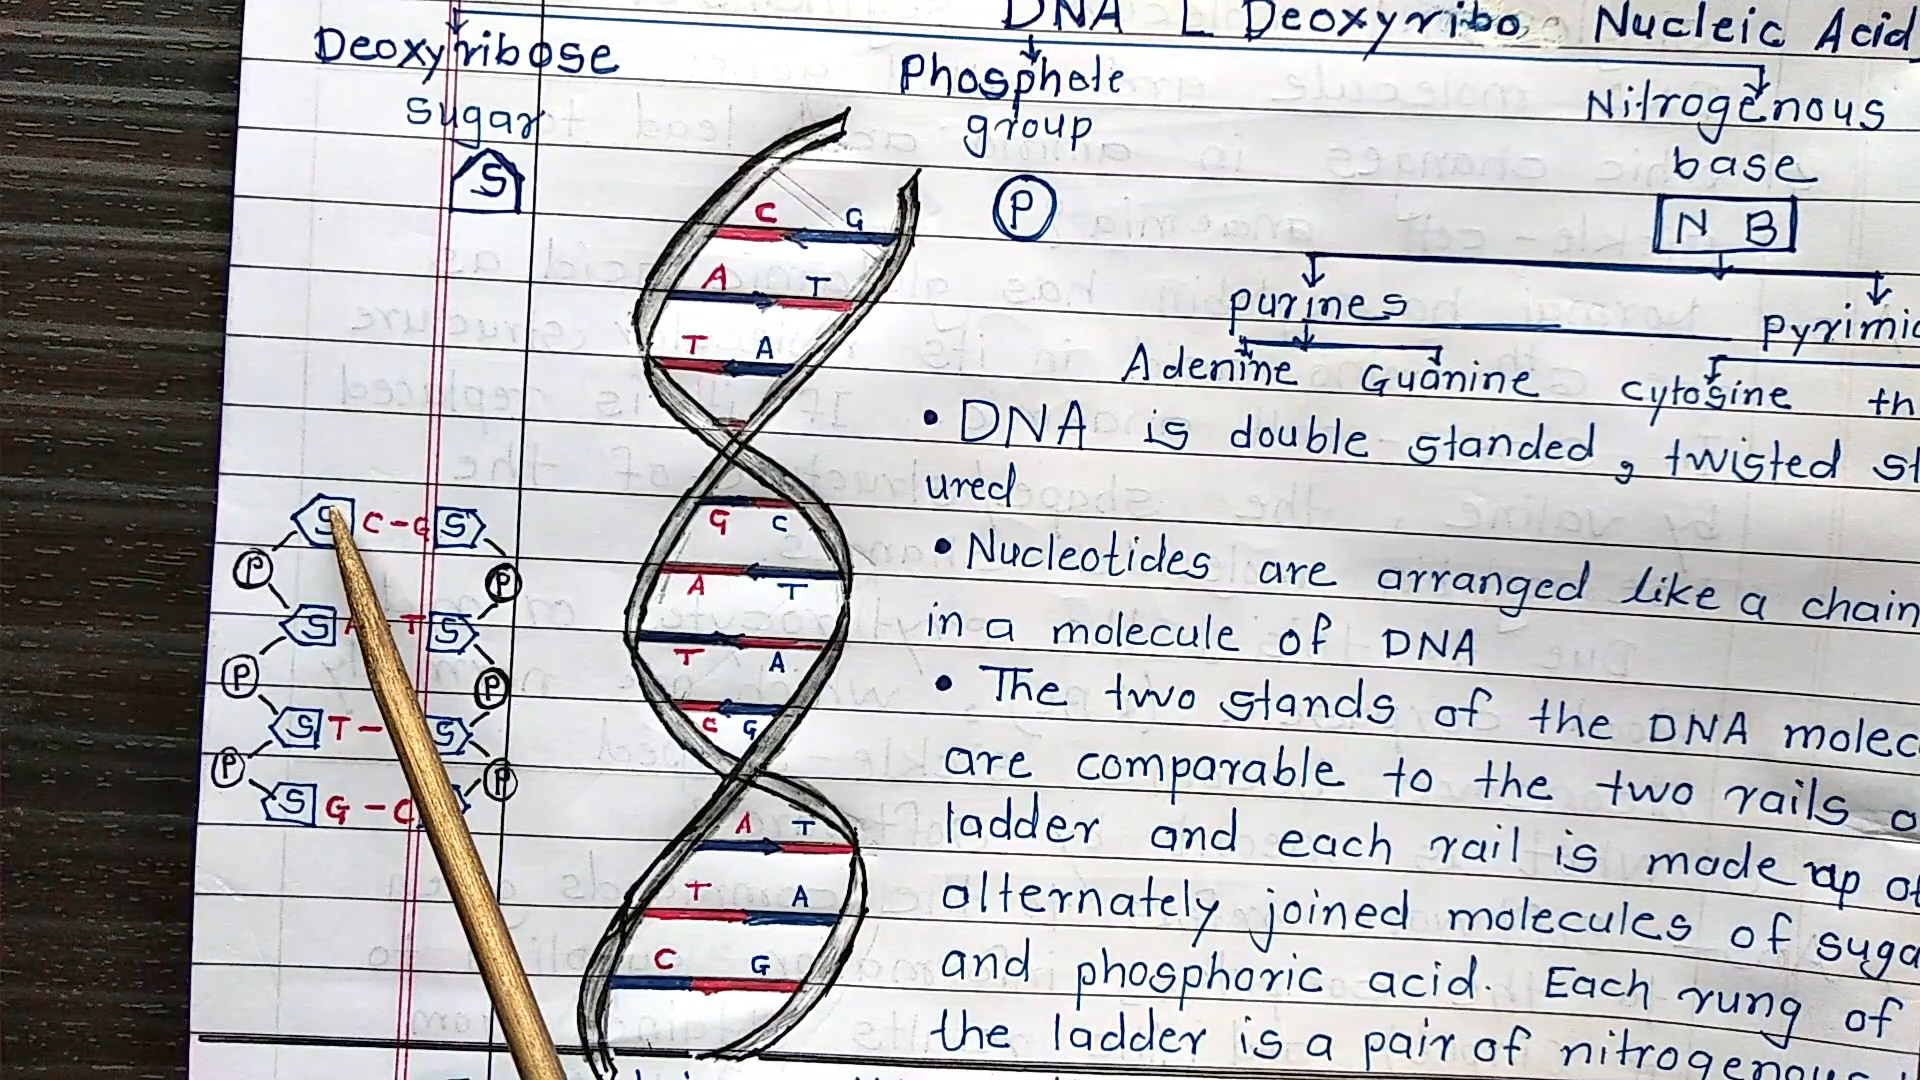 DNA [ Deoxyribo Nucleic Acid
Deoxyribose
sugar
S
Phosphate
group
P
Nitrogenous
base
N B
purines
Adenine Guanine
cytosine
C G
A T
T A
G C
A T
T A
C G
A T
T A
C G
S C - G S
P P
S T S
P P
S T - S
P P
S G - C
• DNA is double standed, twisted
ured
• Nucleotides are arranged like a chain
in a molecule of DNA
• The two stands of the DNA molec
are comparable to the two rails
ladder and each rail is made up of
alternately joined molecules of suga
and phosphoric acid. Each rung of
the ladder is a pair of nitrogenous